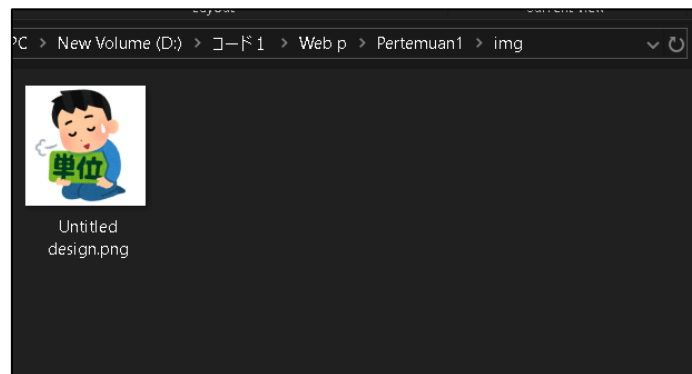 PC > New Volume (D:) > コード１ > Web p > Pertemuan1 > img
単位
Untitled
design.png